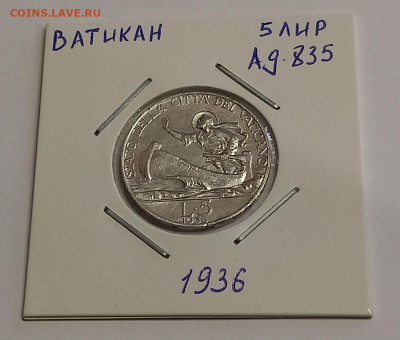 COINS.LAVE.RU
ВАТИКАН
5 ЛИР
Ag. 835
STATO DELLA CITTA' DEL VATICANO
L.5
1936
1936